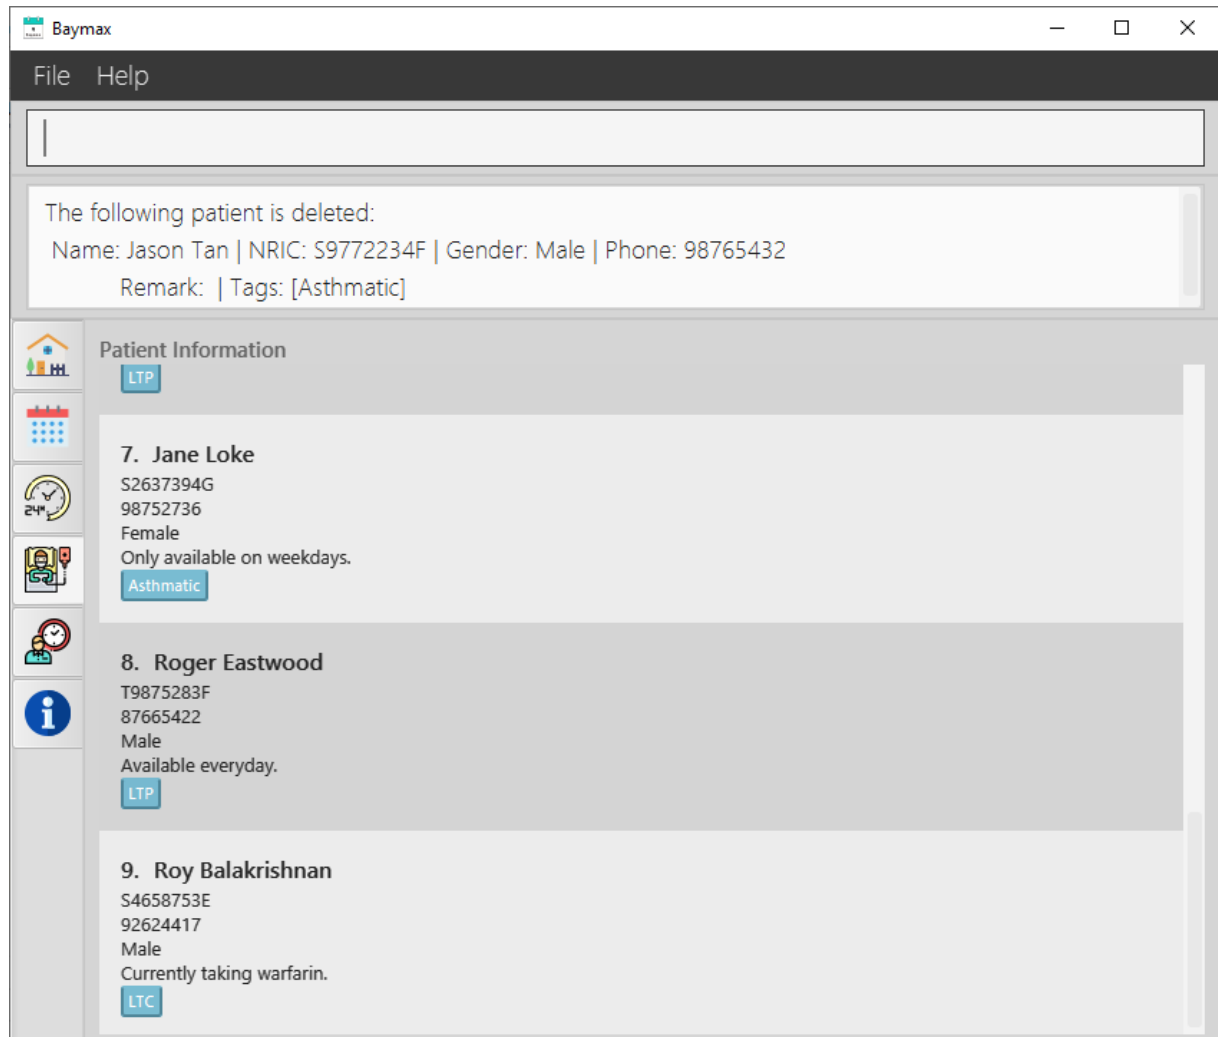 Baymax
File Help
The following patient is deleted:
Name: Jason Tan | NRIC: S9772234F | Gender: Male | Phone: 98765432
Remark: | Tags: [Asthmatic]
Patient Information
LTP
7. Jane Loke
S2637394G
98752736
Female
Only available on weekdays.
Asthmatic
8. Roger Eastwood
T9875283F
87665422
Male
Available everyday.
LTP
9. Roy Balakrishnan
S4658753E
92624417
Male
Currently taking warfarin.
LTC